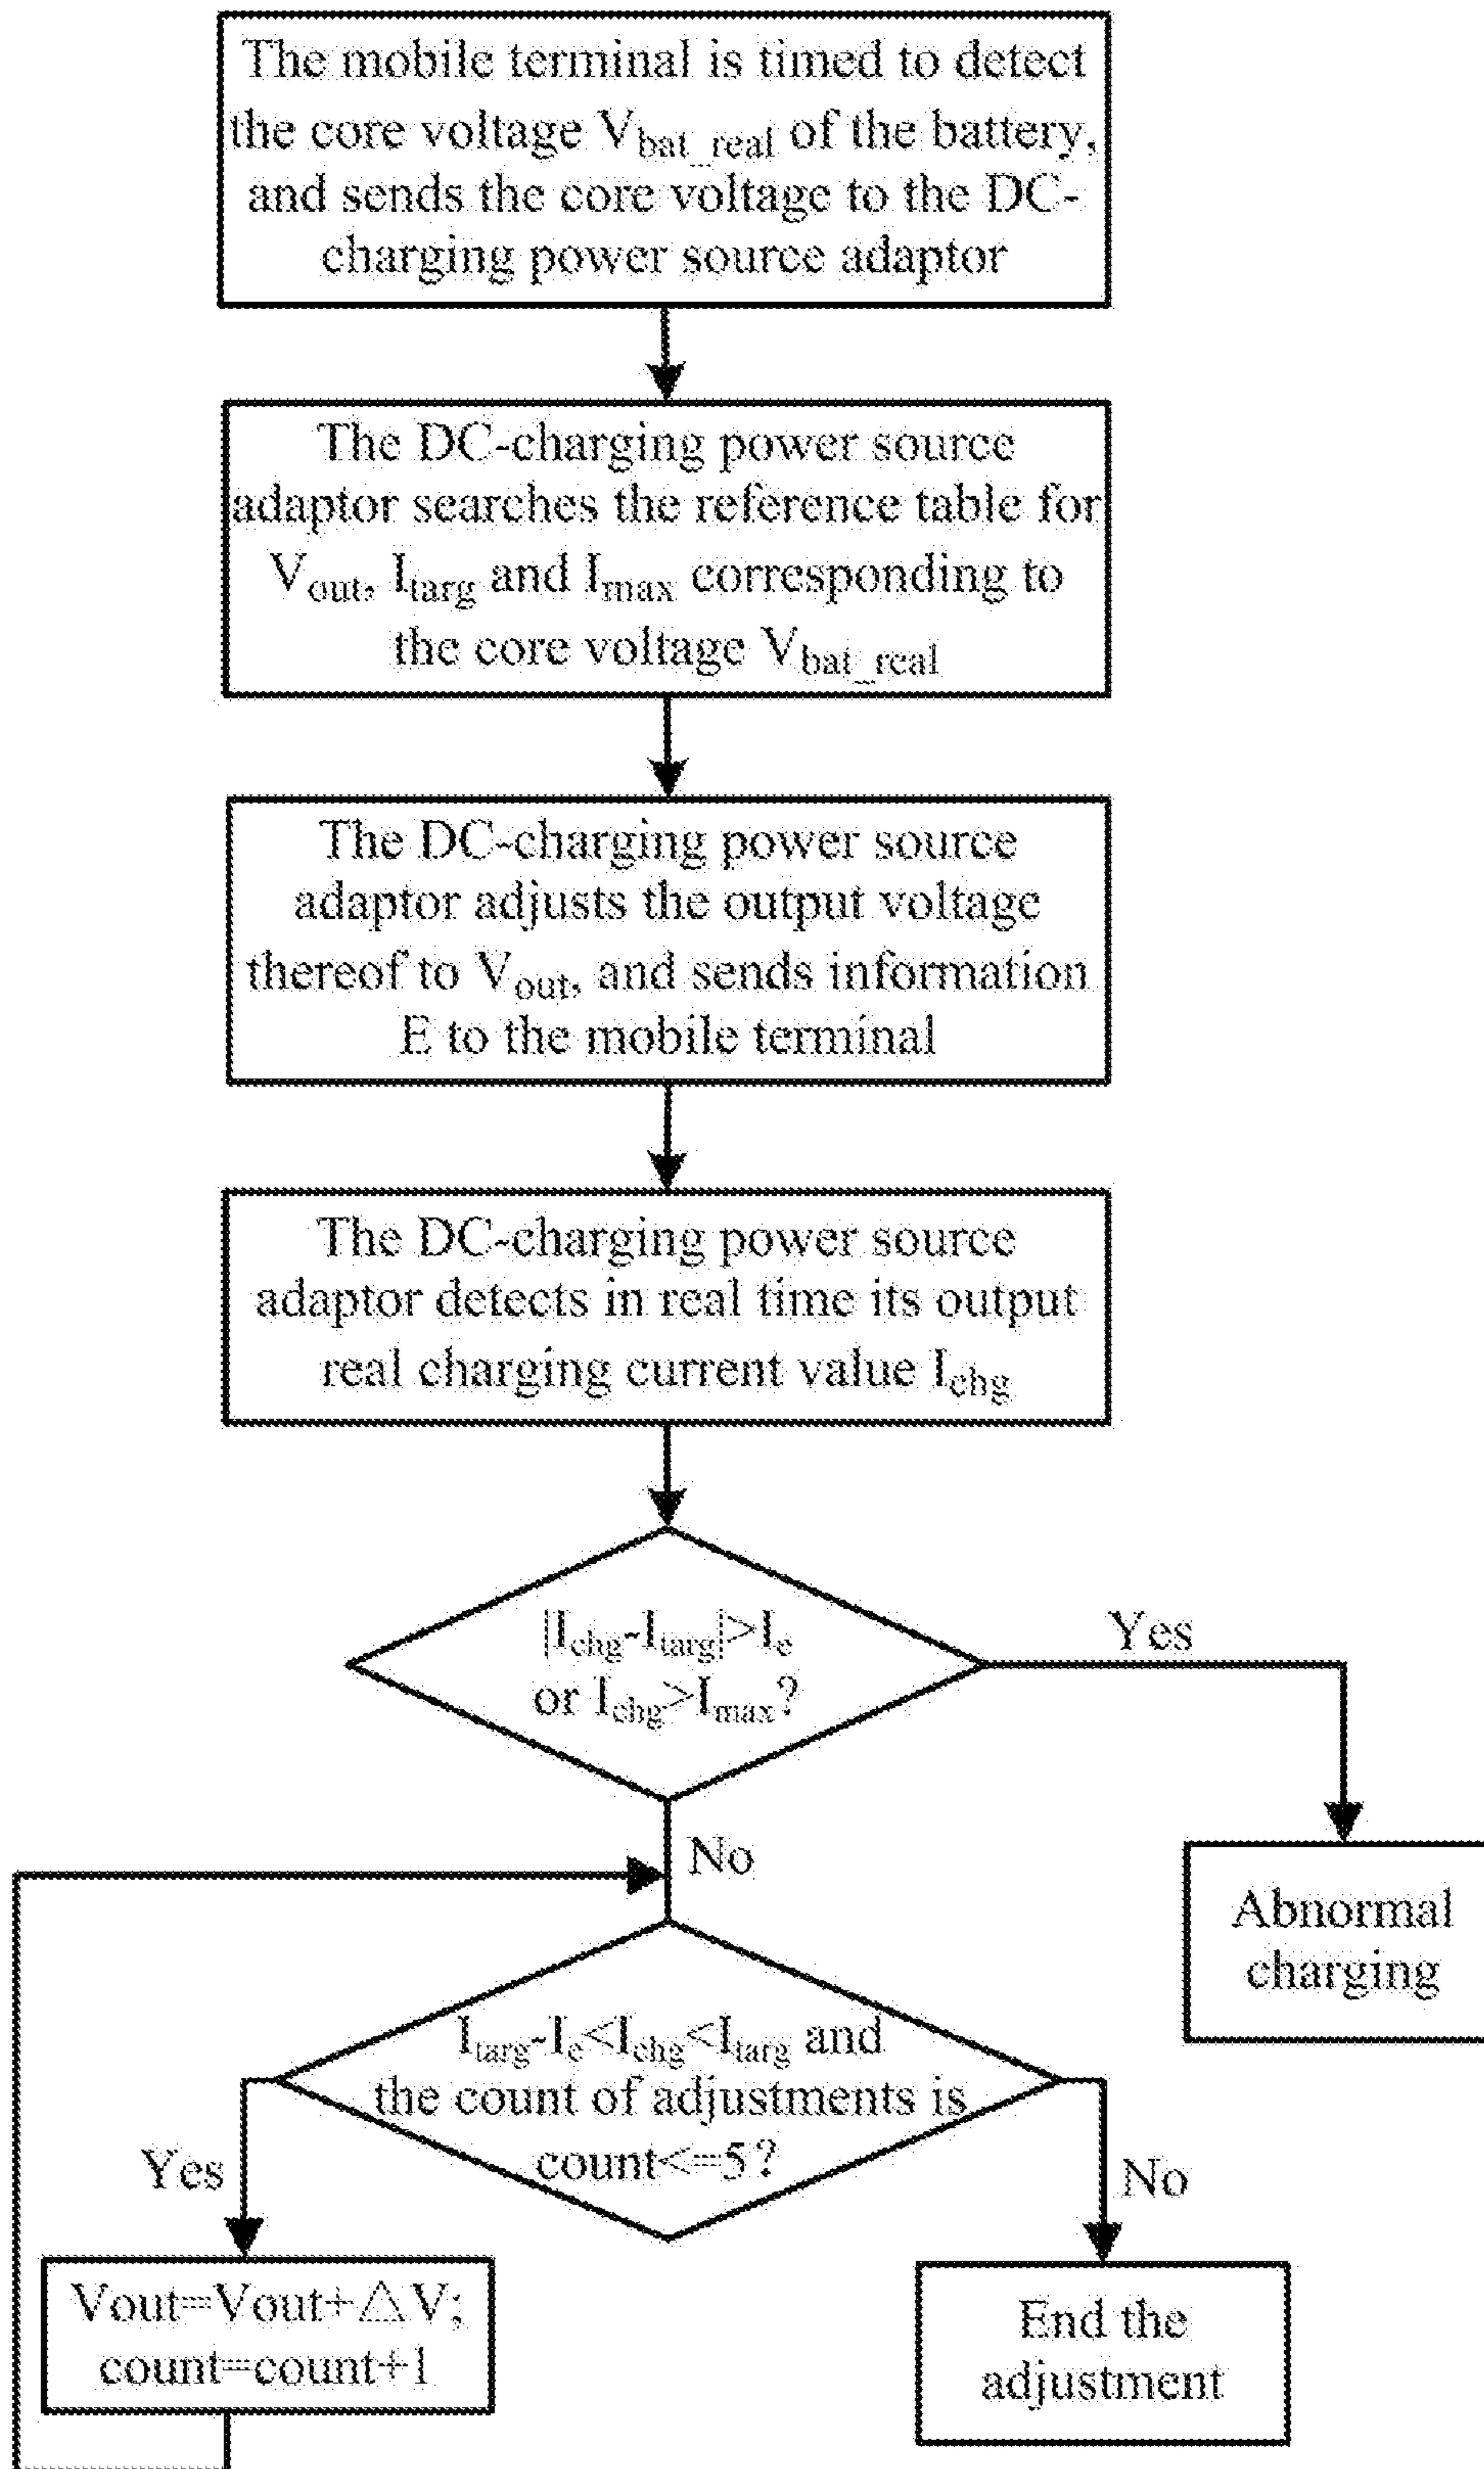 The mobile terminal is timed to detect
the core voltage Vbat_real of the battery,
and sends the core voltage to the DC-
charging power source adaptor
The DC-charging power source
adaptor searches the reference table for
Vout, Itarg and Imax corresponding to
the core voltage Vbat_real
The DC-charging power source
adaptor adjusts the output voltage
thereof to Vout, and sends information
E to the mobile terminal
The DC-charging power source
adaptor detects in real time its output
real charging current value Ichg
|Ichg-Itarg|>Ie
or Ichg>Imax?
Yes
No
Abnormal
charging
Itarg-Ie<Ichg<Itarg and
the count of adjustments is
count<=5?
Yes
No
Vout=Vout+△V;
count=count+1
End the
adjustment